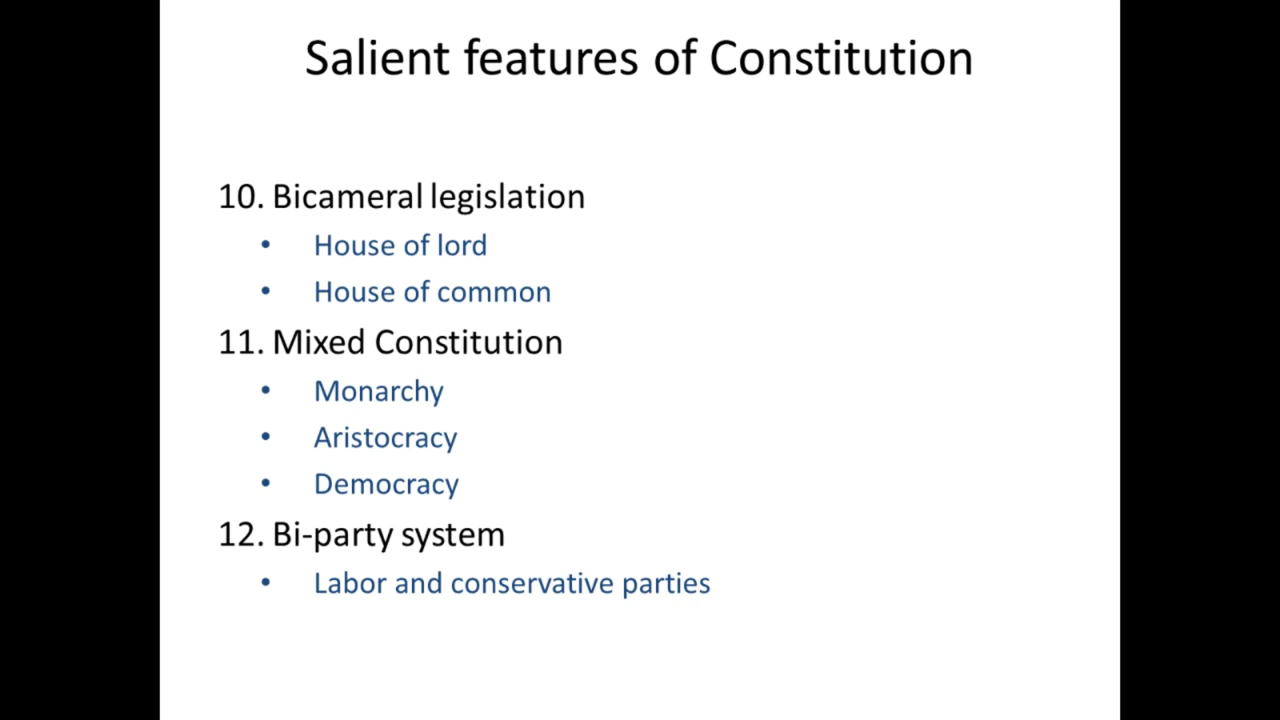 Salient features of Constitution
10. Bicameral legislation
• House of lord
• House of common
11. Mixed Constitution
• Monarchy
• Aristocracy
• Democracy
12. Bi-party system
• Labor and conservative parties